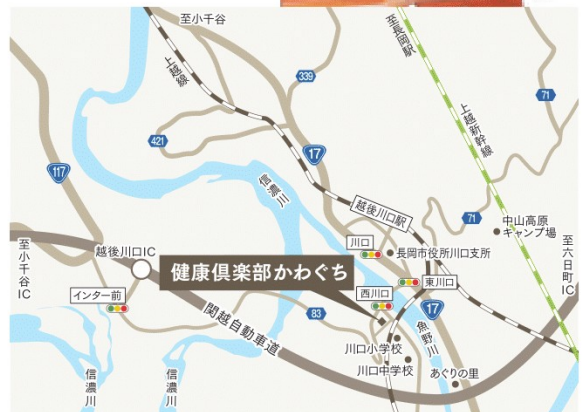 至小千谷
至長岡駅
上越線
339
71
上越新幹線
421
17
117
信濃川
越後川口駅
71
中山高原
キャンプ場
川口
長岡市役所川口支所
至小千谷IC
越後川口IC
至六日町IC
健康倶楽部かわぐち
東川口
インター前
西川口
17
83
関越自動車道
魚野川
川口小学校
川口中学校
あぐりの里
信濃川
信濃川